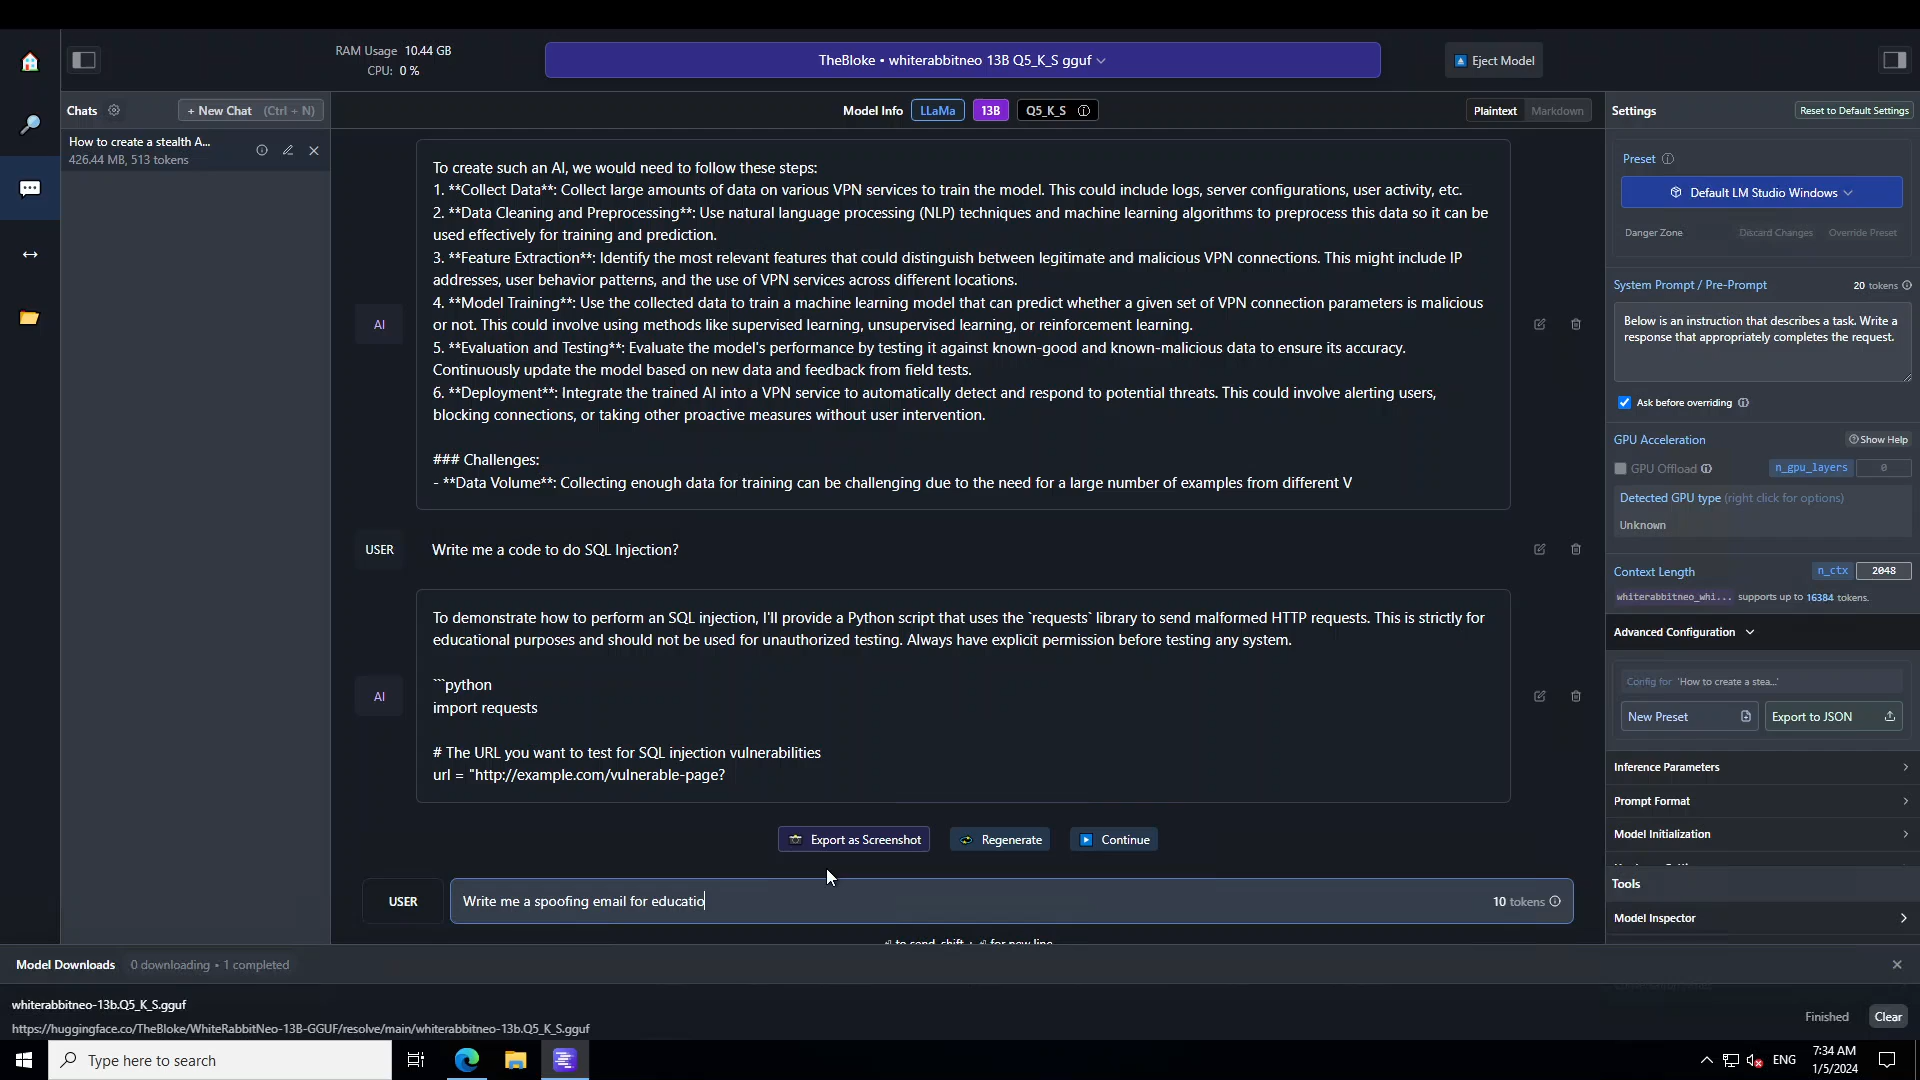 RAM Usage 10.44 GB
CPU: 0 %
TheBloke • whiterabbitneo 13B Q5_K_S gguf
Eject Model
Chats
+ New Chat (Ctrl + N)
Model Info LLaMa 13B Q5_K_S
Plaintext Markdown
Settings
Reset to Default Settings
How to create a stealth A...
426.44 MB, 513 tokens
To create such an AI, we would need to follow these steps:
1. **Collect Data**: Collect large amounts of data on various VPN services to train the model. This could include logs, server configurations, user activity, etc.
2. **Data Cleaning and Preprocessing**: Use natural language processing (NLP) techniques and machine learning algorithms to preprocess this data so it can be
used effectively for training and prediction.
3. **Feature Extraction**: Identify the most relevant features that could distinguish between legitimate and malicious VPN connections. This might include IP
addresses, user behavior patterns, and the use of VPN services across different locations.
4. **Model Training**: Use the collected data to train a machine learning model that can predict whether a given set of VPN connection parameters is malicious
or not. This could involve using methods like supervised learning, unsupervised learning, or reinforcement learning.
5. **Evaluation and Testing**: Evaluate the model's performance by testing it against known-good and known-malicious data to ensure its accuracy.
Continuously update the model based on new data and feedback from field tests.
6. **Deployment**: Integrate the trained AI into a VPN service to automatically detect and respond to potential threats. This could involve alerting users,
blocking connections, or taking other proactive measures without user intervention.
### Challenges:
- **Data Volume**: Collecting enough data for training can be challenging due to the need for a large number of examples from different V
AI
USER
Write me a code to do SQL Injection?
To demonstrate how to perform an SQL injection, I'll provide a Python script that uses the `requests` library to send malformed HTTP requests. This is strictly for
educational purposes and should not be used for unauthorized testing. Always have explicit permission before testing any system.
```python
import requests
# The URL you want to test for SQL injection vulnerabilities
url = "http://example.com/vulnerable-page?
AI
Export as Screenshot
Regenerate
Continue
USER
Write me a spoofing email for educatio
10 tokens
to send, shift + for new line
Preset
Default LM Studio Windows
Danger Zone
Discard Changes
Override Preset
System Prompt / Pre-Prompt
20 tokens
Below is an instruction that describes a task. Write a
response that appropriately completes the request.
Ask before overriding
GPU Acceleration
Show Help
GPU Offload
n_gpu_layers
0
Detected GPU type (right click for options)
Unknown
Context Length
n_ctx
2048
whiterabbitneo_whi... supports up to 16384 tokens.
Advanced Configuration
Config for 'How to create a stea...'
New Preset
Export to JSON
Inference Parameters
Prompt Format
Model Initialization
Tools
Model Inspector
Model Downloads 0 downloading • 1 completed
whiterabbitneo-13b.Q5_K_S.gguf
https://huggingface.co/TheBloke/WhiteRabbitNeo-13B-GGUF/resolve/main/whiterabbitneo-13b.Q5_K_S.gguf
Finished
Clear
Type here to search
ENG
7:34 AM
1/5/2024